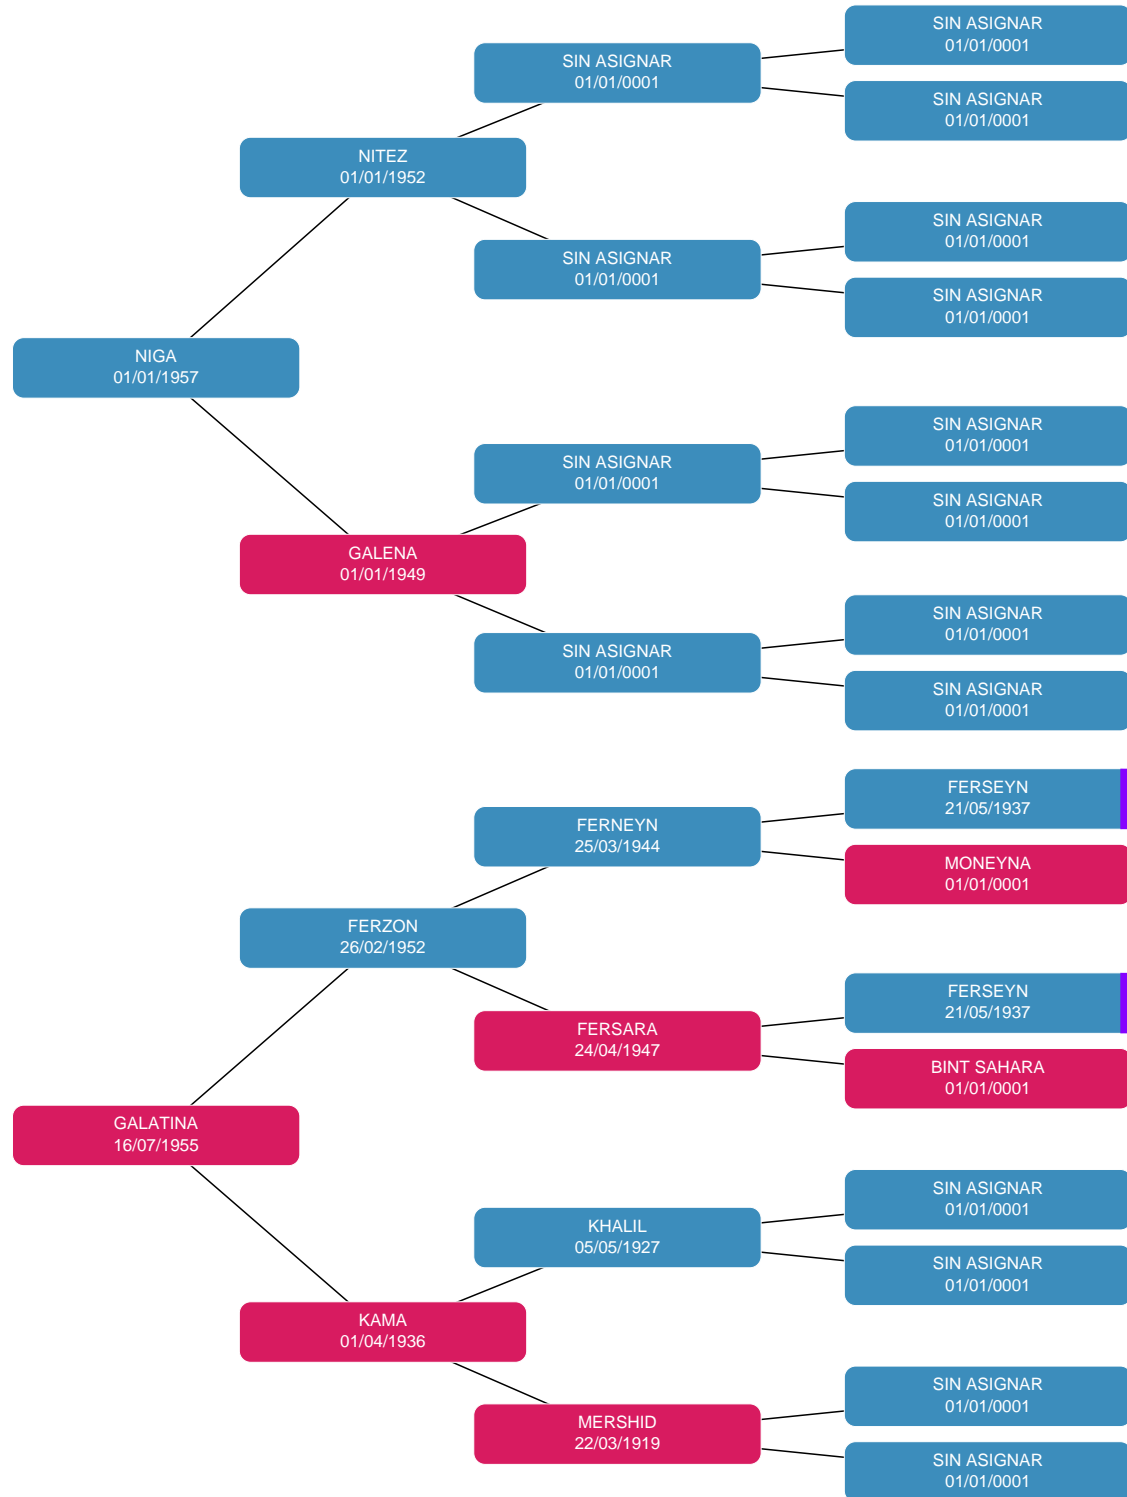 SIN ASIGNAR
01/01/0001
SIN ASIGNAR
01/01/0001
SIN ASIGNAR
01/01/0001
NITEZ
01/01/1952
SIN ASIGNAR
01/01/0001
SIN ASIGNAR
01/01/0001
SIN ASIGNAR
01/01/0001
NIGA
01/01/1957
SIN ASIGNAR
01/01/0001
SIN ASIGNAR
01/01/0001
SIN ASIGNAR
01/01/0001
GALENA
01/01/1949
SIN ASIGNAR
01/01/0001
SIN ASIGNAR
01/01/0001
SIN ASIGNAR
01/01/0001
FERSEYN
21/05/1937
FERNEYN
25/03/1944
MONEYNA
01/01/0001
FERZON
26/02/1952
FERSEYN
21/05/1937
FERSARA
24/04/1947
BINT SAHARA
01/01/0001
GALATINA
16/07/1955
SIN ASIGNAR
01/01/0001
KHALIL
05/05/1927
SIN ASIGNAR
01/01/0001
KAMA
01/04/1936
SIN ASIGNAR
01/01/0001
MERSHID
22/03/1919
SIN ASIGNAR
01/01/0001